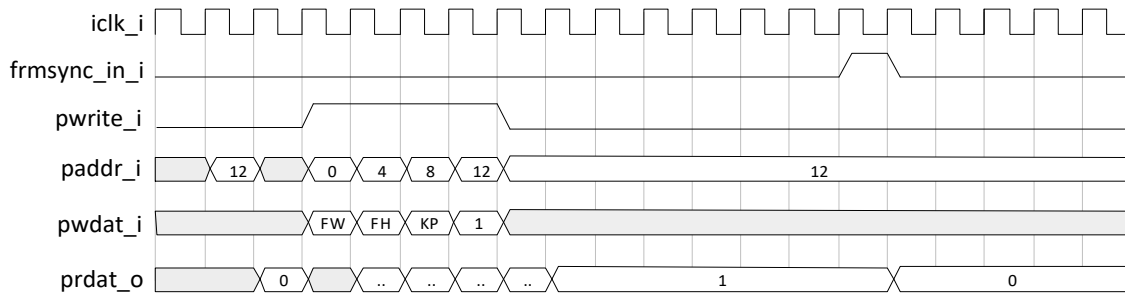 iclk_i
frmsync_in_i
pwrite_i
paddr_i 12 0 4 8 12 12
pwdat_i FW FH KP 1
prdat_o 0 .. .. .. .. 1 0